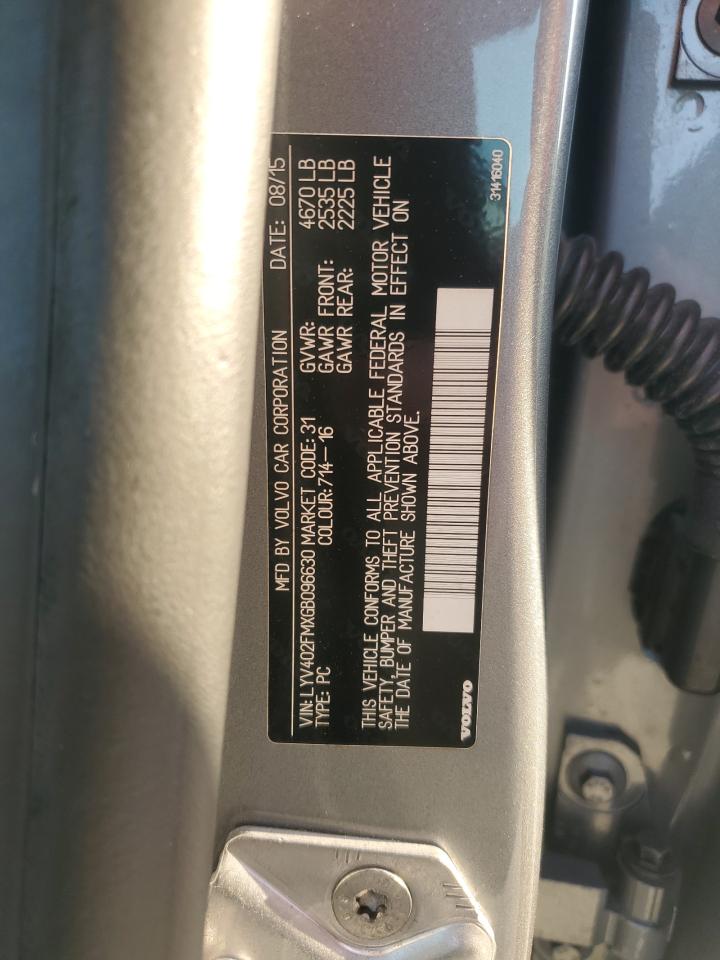 MFD BY VOLVO CAR CORPORATION DATE: 08/15
VIN: LYV402FMXGB096630 MARKET CODE: 31 GVWR: 4670 LB
TYPE: PC COLOUR: 714-16 GAWR FRONT: 2535 LB
GAWR REAR: 2225 LB
THIS VEHICLE CONFORMS TO ALL APPLICABLE FEDERAL MOTOR VEHICLE
SAFETY, BUMPER AND THEFT PREVENTION STANDARDS IN EFFECT ON
THE DATE OF MANUFACTURE SHOWN ABOVE.
VOLVO 31416040